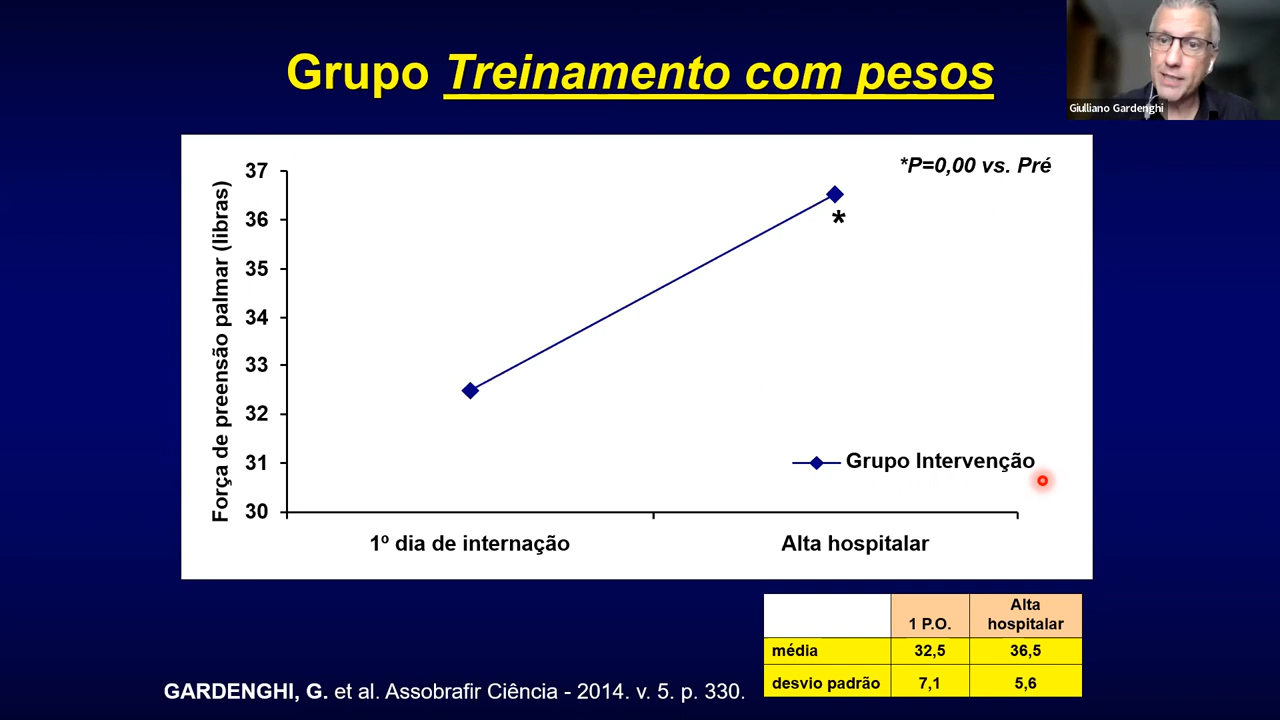 Grupo Treinamento com pesos
Giulliano Gardenghi
*P=0,00 vs. Pré
Força de preensão palmar (libras)
37
36
35
34
33
32
31
30
*
Grupo Intervenção
1º dia de internação
Alta hospitalar
1 P.O.
Alta
hospitalar
média 32,5 36,5
desvio padrão 7,1 5,6
GARDENGHI, G. et al. Assobrafir Ciência - 2014. v. 5. p. 330.